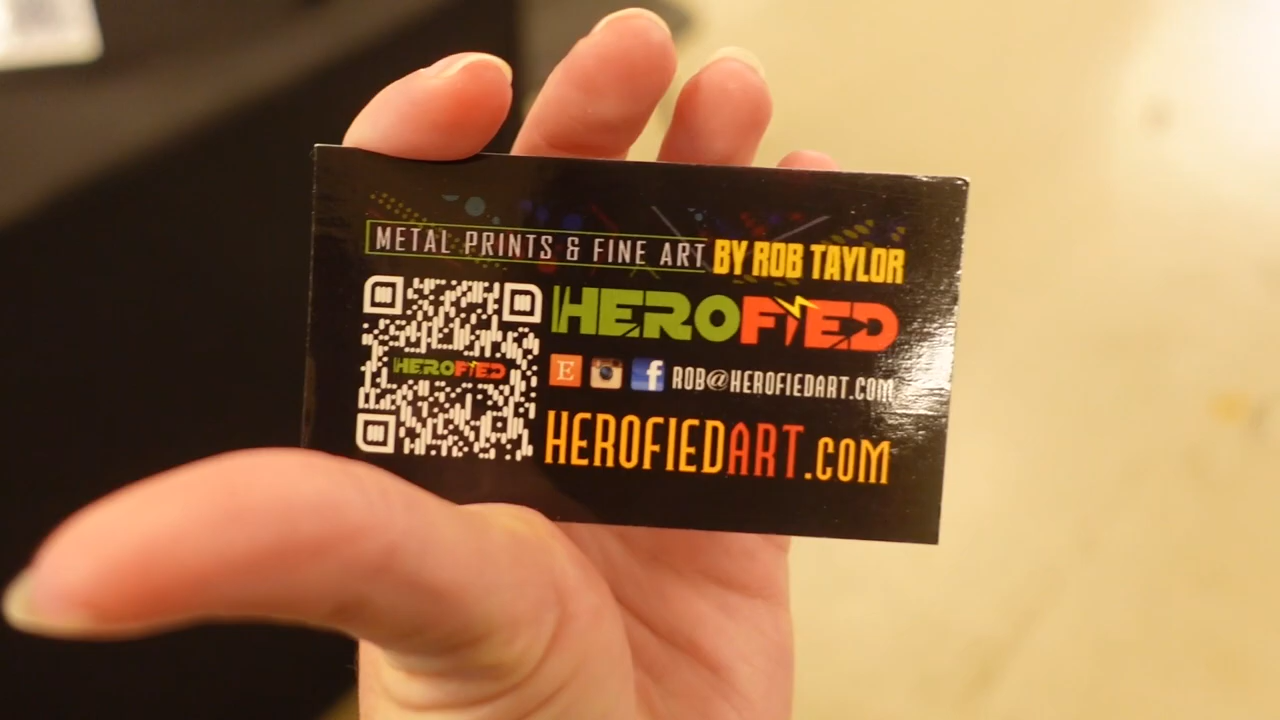 METAL PRINTS & FINE ART BY ROB TAYLOR
HEROFIED
HEROFIED
E f ROB@HEROFIEDART.COM
HEROFIEDART.COM